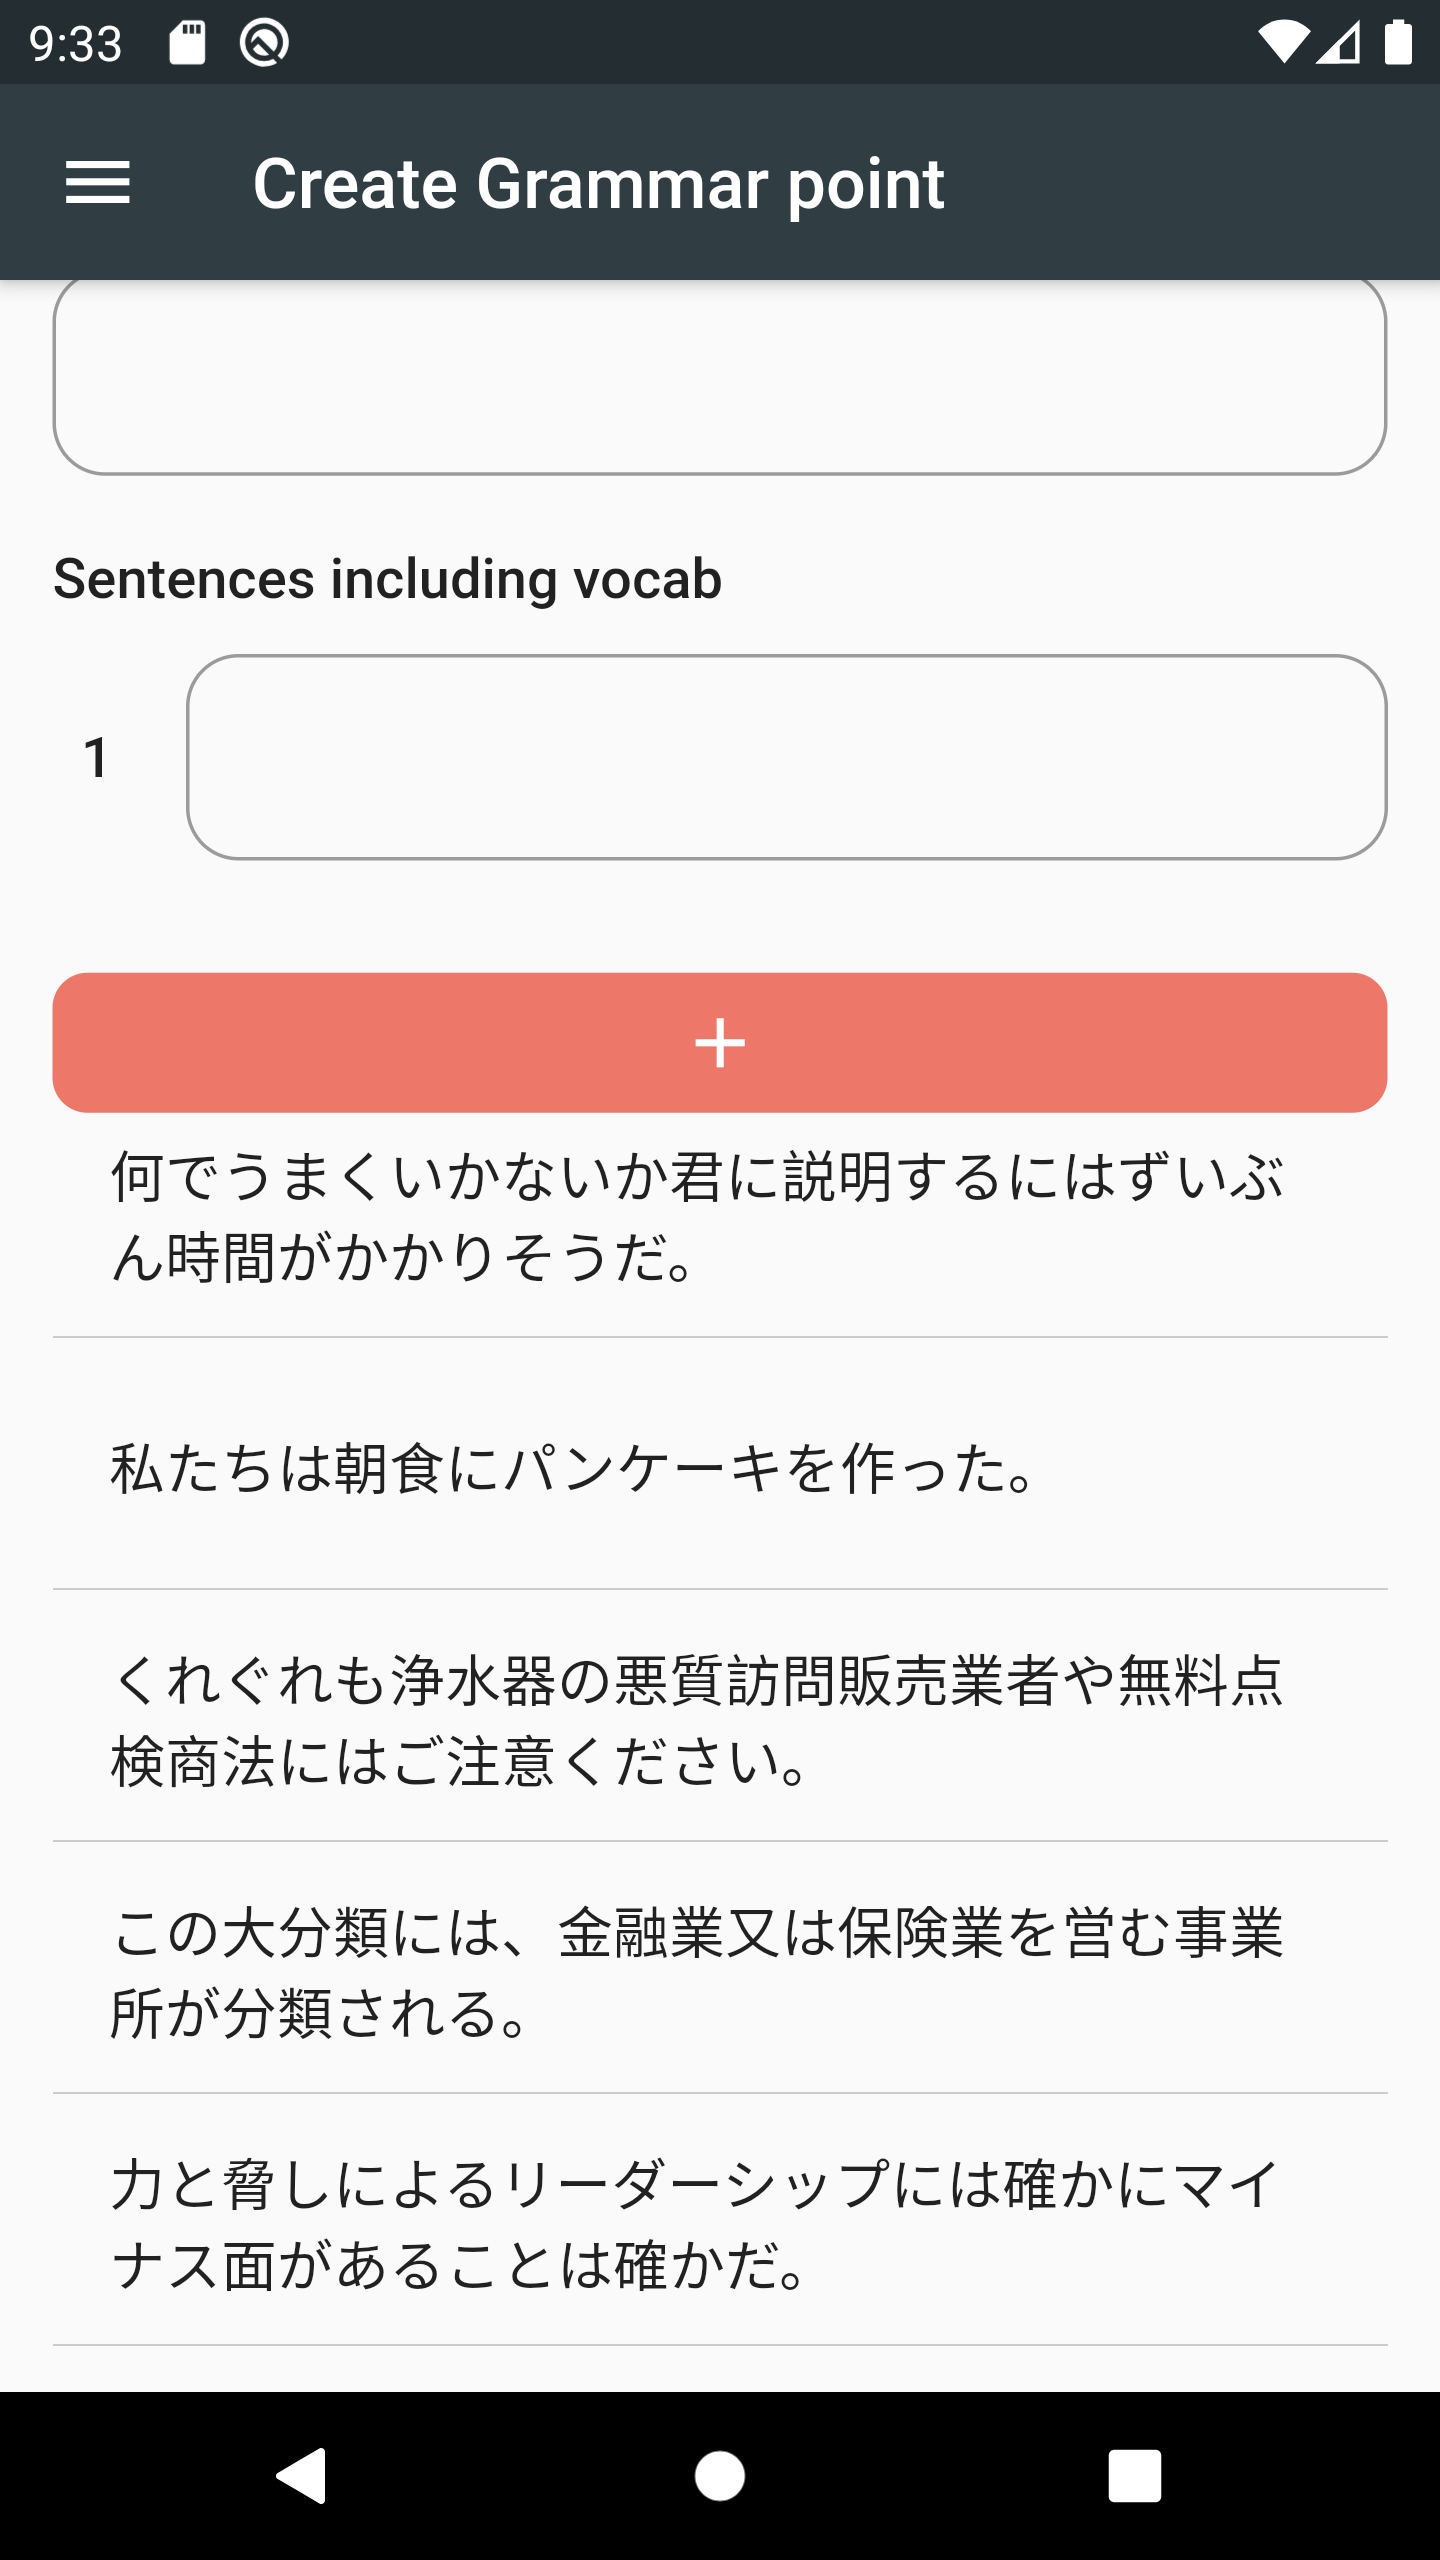 9:33
Create Grammar point
Sentences including vocab
1
+
何でうまくいかないか君に説明するにはずいぶ
ん時間がかかりそうだ。
私たちは朝食にパンケーキを作った。
くれぐれも浄水器の悪質訪問販売業者や無料点
検商法にはご注意ください。
この大分類には、金融業又は保険業を営む事業
所が分類される。
力と脅しによるリーダーシップには確かにマイ
ナス面があることは確かだ。